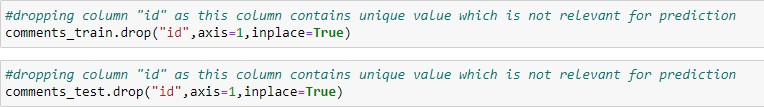 #dropping column "id" as this column contains unique value which is not relevant for prediction
comments_train.drop("id",axis=1,inplace=True)
#dropping column "id" as this column contains unique value which is not relevant for prediction
comments_test.drop("id",axis=1,inplace=True)